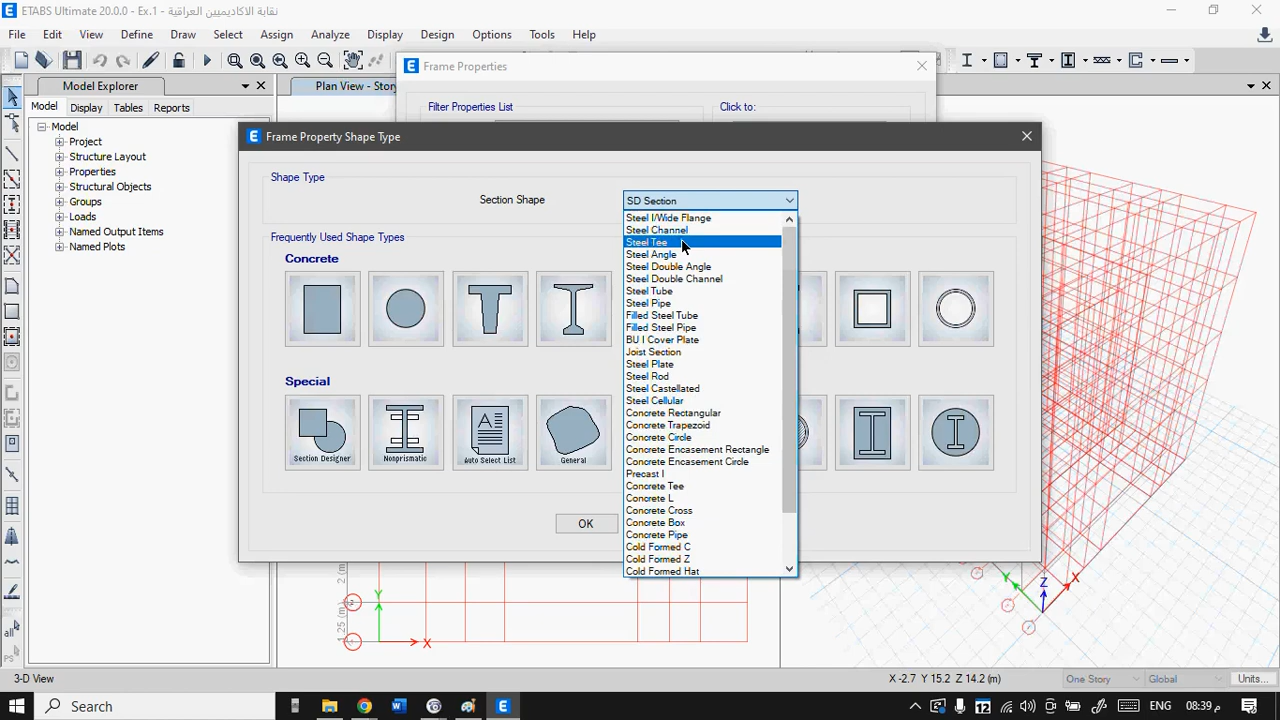 ETABS Ultimate 20.0.0 - Ex.1 - نقابة الاكاديميين العراقية
File Edit View Define Draw Select Assign Analyze Display Design Options Tools Help
Model Explorer
Plan View - Story
Model Display Tables Reports
Model
Project
Structure Layout
Properties
Structural Objects
Groups
Loads
Named Output Items
Named Plots
Frame Properties
Filter Properties List
Click to:
Frame Property Shape Type
Shape Type
Section Shape
SD Section
Steel I/Wide Flange
Steel Channel
Steel Tee
Steel Angle
Steel Double Angle
Steel Double Channel
Steel Tube
Steel Pipe
Filled Steel Tube
Filled Steel Pipe
BU I Cover Plate
Joist Section
Steel Plate
Steel Rod
Steel Castellated
Steel Cellular
Concrete Rectangular
Concrete Trapezoid
Concrete Circle
Concrete Encasement Rectangle
Concrete Encasement Circle
Precast I
Concrete Tee
Concrete L
Concrete Cross
Concrete Box
Concrete Pipe
Cold Formed C
Cold Formed Z
Cold Formed Hat
Frequently Used Shape Types
Concrete
Special
Section Designer
Nonprismatic
Auto Select List
General
OK
1.25 (m)
Y
X
Y
Z
X
all
PS
3-D View
X -2.7 Y 15.2 Z 14.2 (m)
One Story
Global
Units...
Search
12
ENG
08:39 م